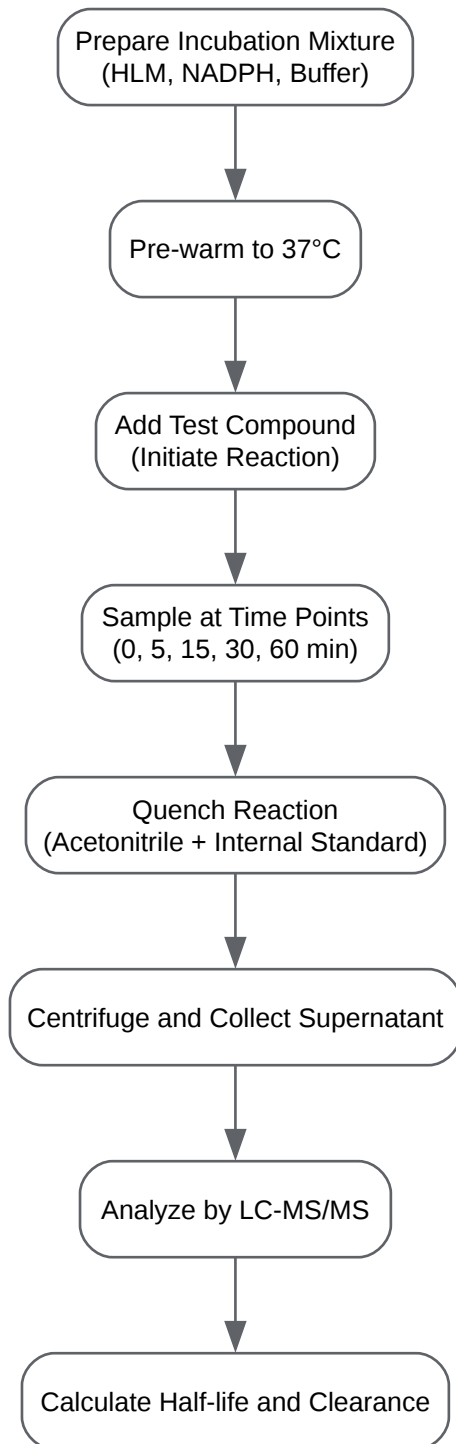 Prepare Incubation Mixture
(HLM, NADPH, Buffer)
Pre-warm to 37°C
Add Test Compound
(Initiate Reaction)
Sample at Time Points
(0, 5, 15, 30, 60 min)
Quench Reaction
(Acetonitrile + Internal Standard)
Centrifuge and Collect Supernatant
Analyze by LC-MS/MS
Calculate Half-life and Clearance